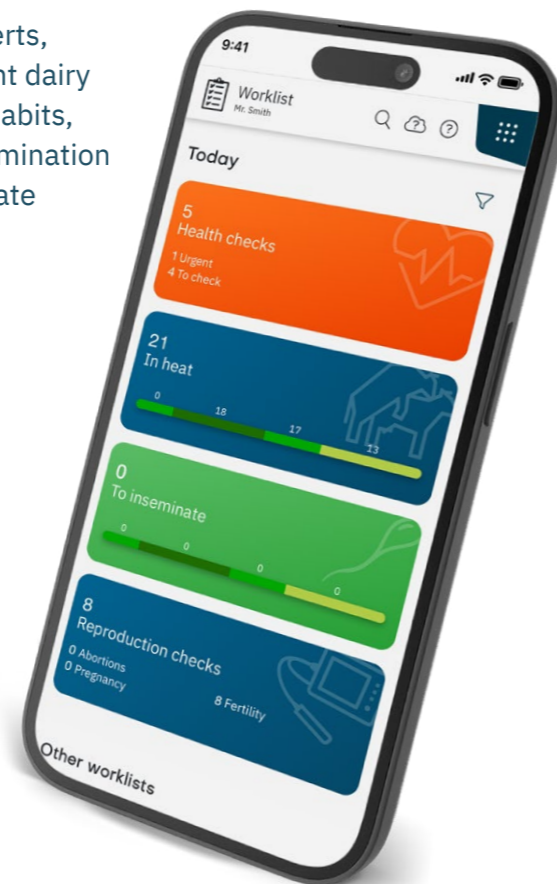 erts,
nt dairy
abits,
mination
ate
9:41
Worklist
Mr. Smith
Today
5
Health checks
1 Urgent
4 To check
21
In heat
0 18 17 13
0
To inseminate
0 0 0 0
8
Reproduction checks
0 Abortions
0 Pregnancy
8 Fertility
Other worklists